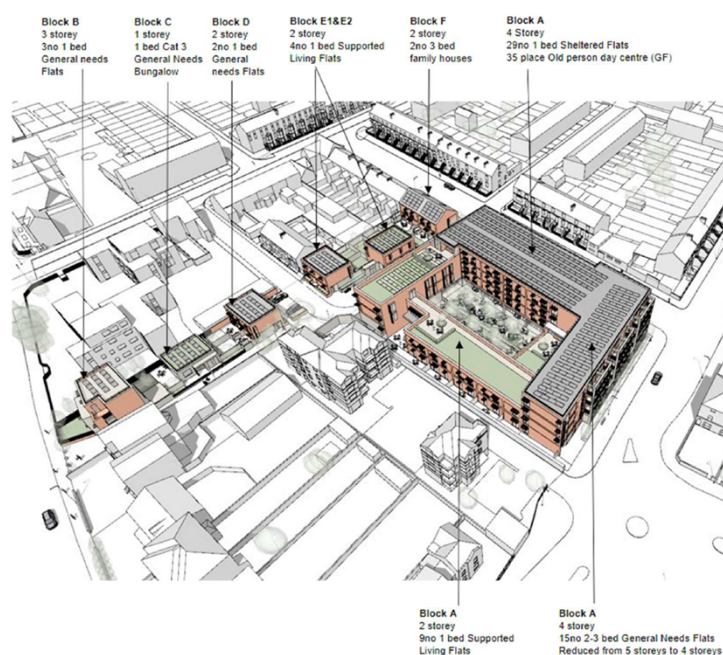 Block B
3 storey
3no 1 bed
General needs
Flats
Block C
1 storey
1 bed Cat 3
General Needs
Bungalow
Block D
2 storey
2no 1 bed
General
needs Flats
Block E1&E2
2 storey
4no 1 bed Supported
Living Flats
Block F
2 storey
2no 3 bed
family houses
Block A
4 Storey
29no 1 bed Sheltered Flats
35 place Old person day centre (GF)
Block A
2 storey
9no 1 bed Supported
Living Flats
Block A
4 storey
15no 2-3 bed General Needs Flats
Reduced from 5 storeys to 4 storeys